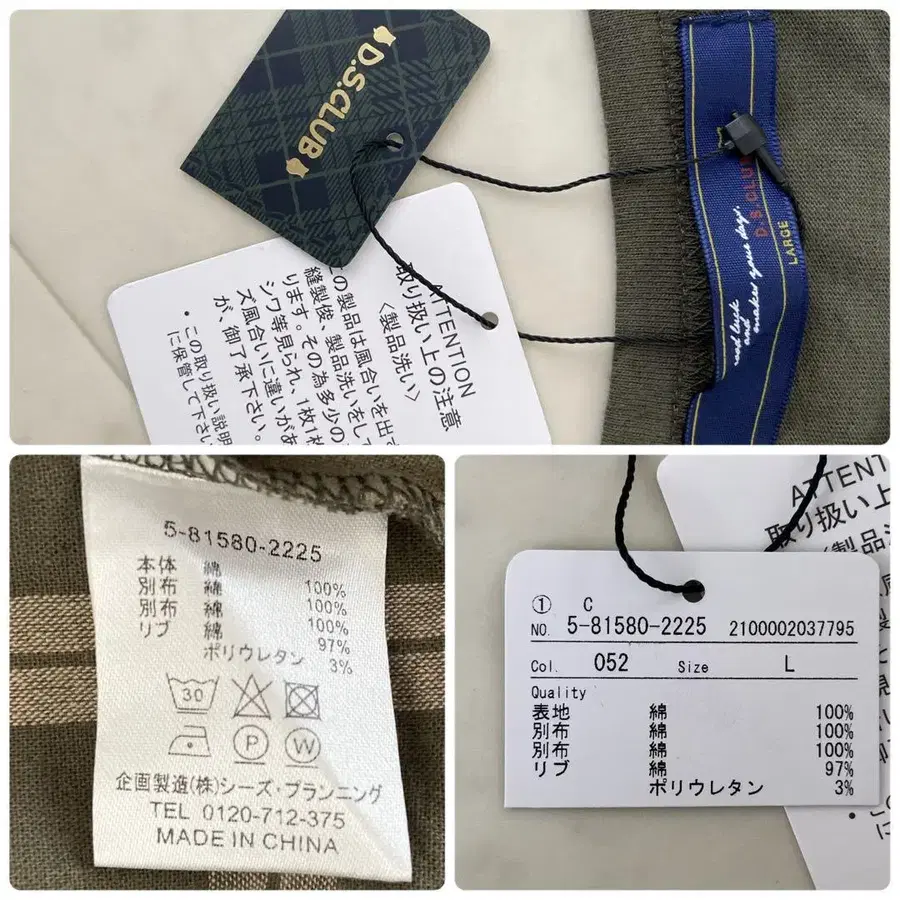 D.S.CLUB
ATTENTION
取り扱い上の注意
〈製品洗い〉
の製品は風合いを出す
縫製後、製品洗いをして
ります。その為多少の
シワ等見られ、1枚1枚
ズ風合いに違いがあ
が、御了承下さい。
・この取り扱い説明
に保管して下さい
good luck
and
makes your days.
D.S.CLUB
LARGE
5-81580-2225
本体 綿 100%
別布 綿 100%
別布 綿 100%
リブ 綿 97%
ポリウレタン 3%
30
P W
企画製造(株)シーズ・プランニング
TEL 0120-712-375
MADE IN CHINA
ATTENT
取り扱い
〈製品
① C
NO. 5-81580-2225 2100002037795
Col. 052 Size L
Quality
表地 綿 100%
別布 綿 100%
別布 綿 100%
リブ 綿 97%
ポリウレタン 3%